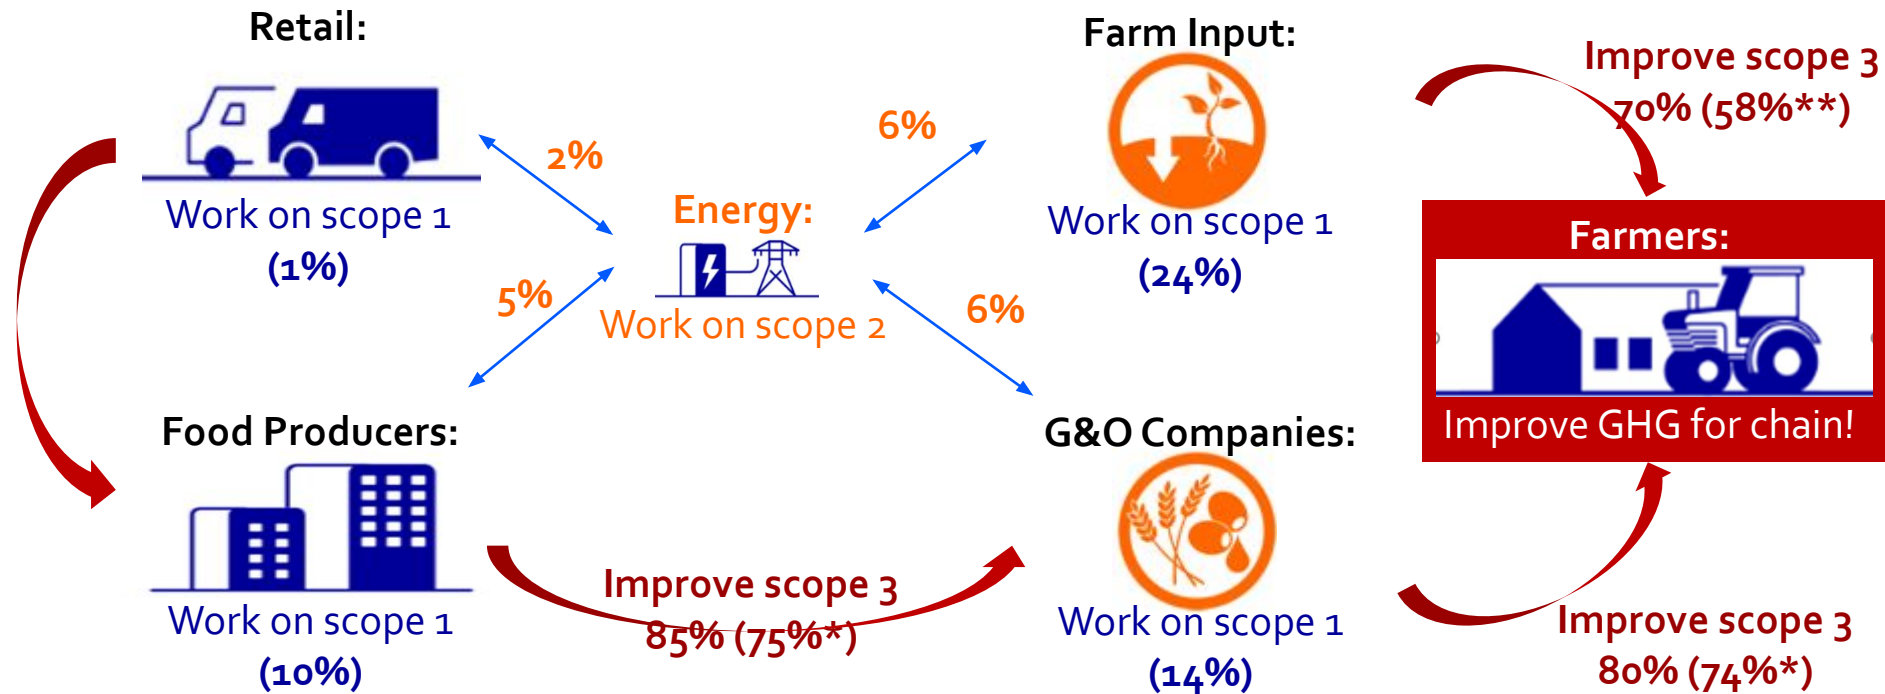 Retail:
Work on scope 1
(1%)
2%
5%
Food Producers:
Work on scope 1
(10%)
Energy:
Work on scope 2
6%
6%
Improve scope 3
85% (75%*)
Farm Input:
Work on scope 1
(24%)
G&O Companies:
Work on scope 1
(14%)
Improve scope 3
70% (58%**)
Farmers:
Improve GHG for chain!
Improve scope 3
80% (74%*)